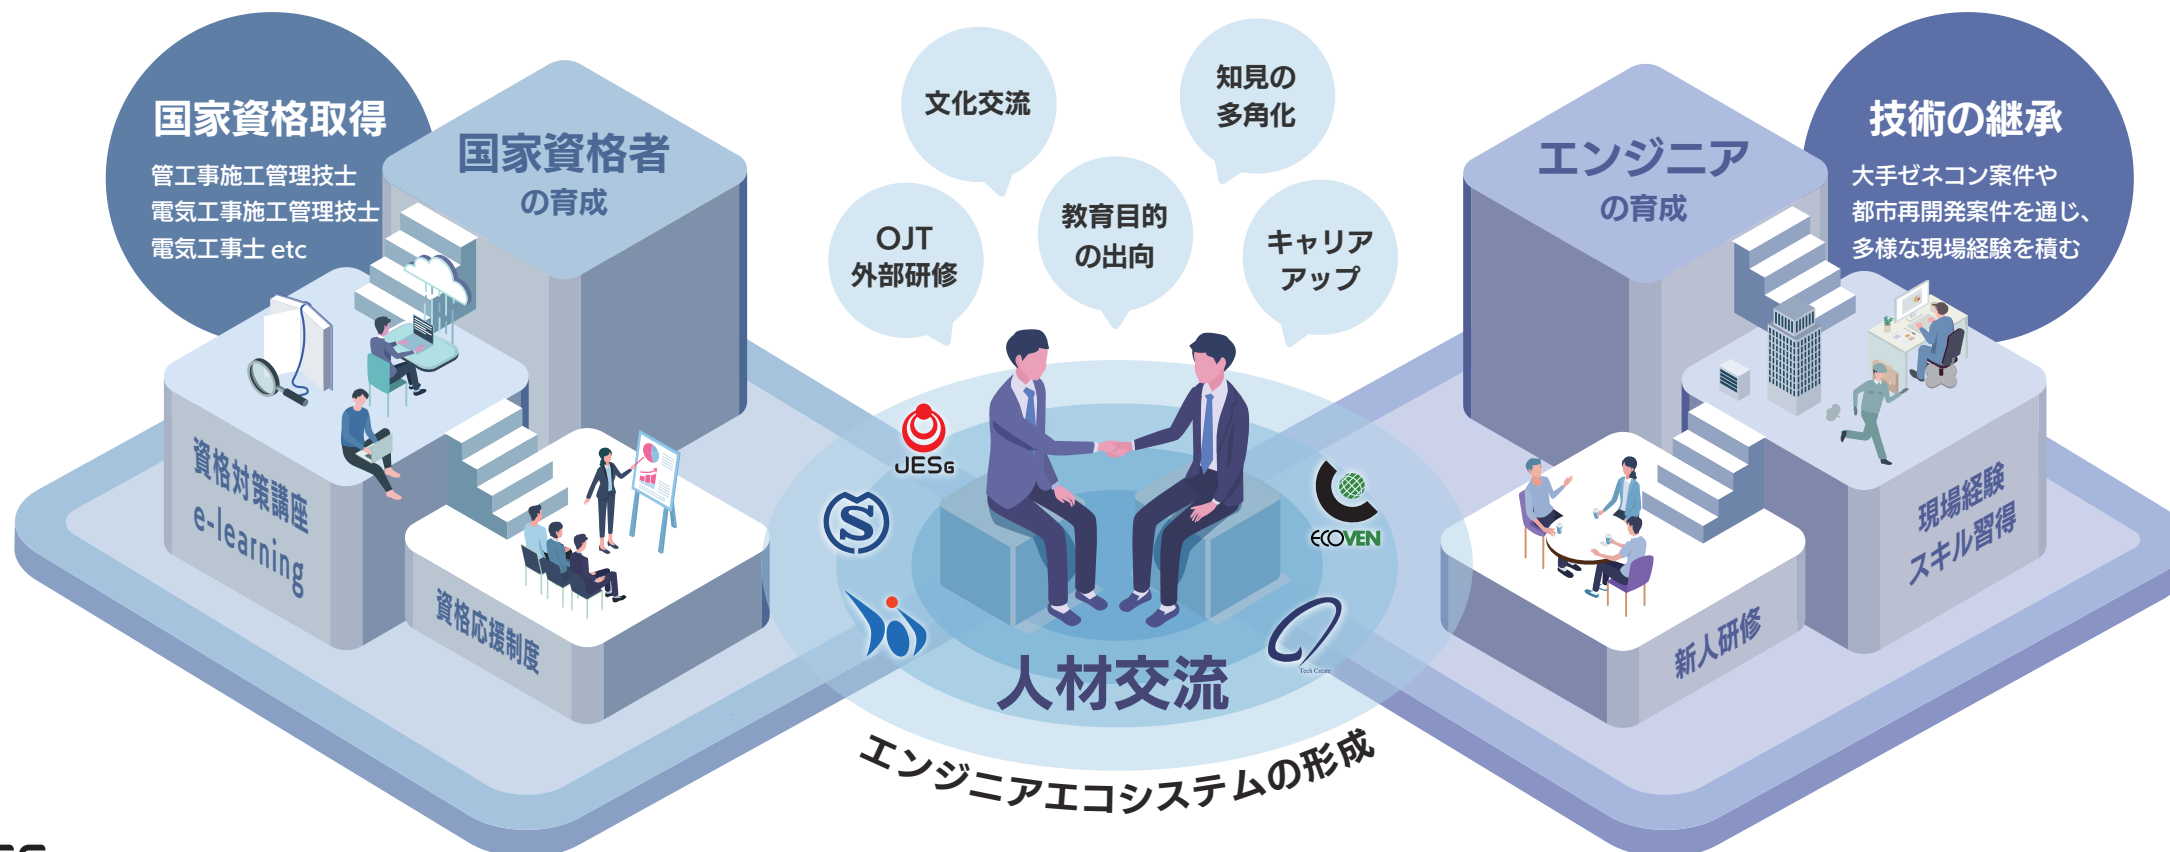 国家資格取得
管工事施工管理技士
電気工事施工管理技士
電気工事士 etc
国家資格者
の育成
資格対策講座
e-learning
資格応援制度
文化交流
知見の
多角化
OJT
外部研修
教育目的
の出向
キャリア
アップ
JESG
S
ECOVEN
Tech Create
人材交流
エンジニアエコシステムの形成
エンジニア
の育成
技術の継承
大手ゼネコン案件や
都市再開発案件を通じ、
多様な現場経験を積む
現場経験
スキル習得
新人研修